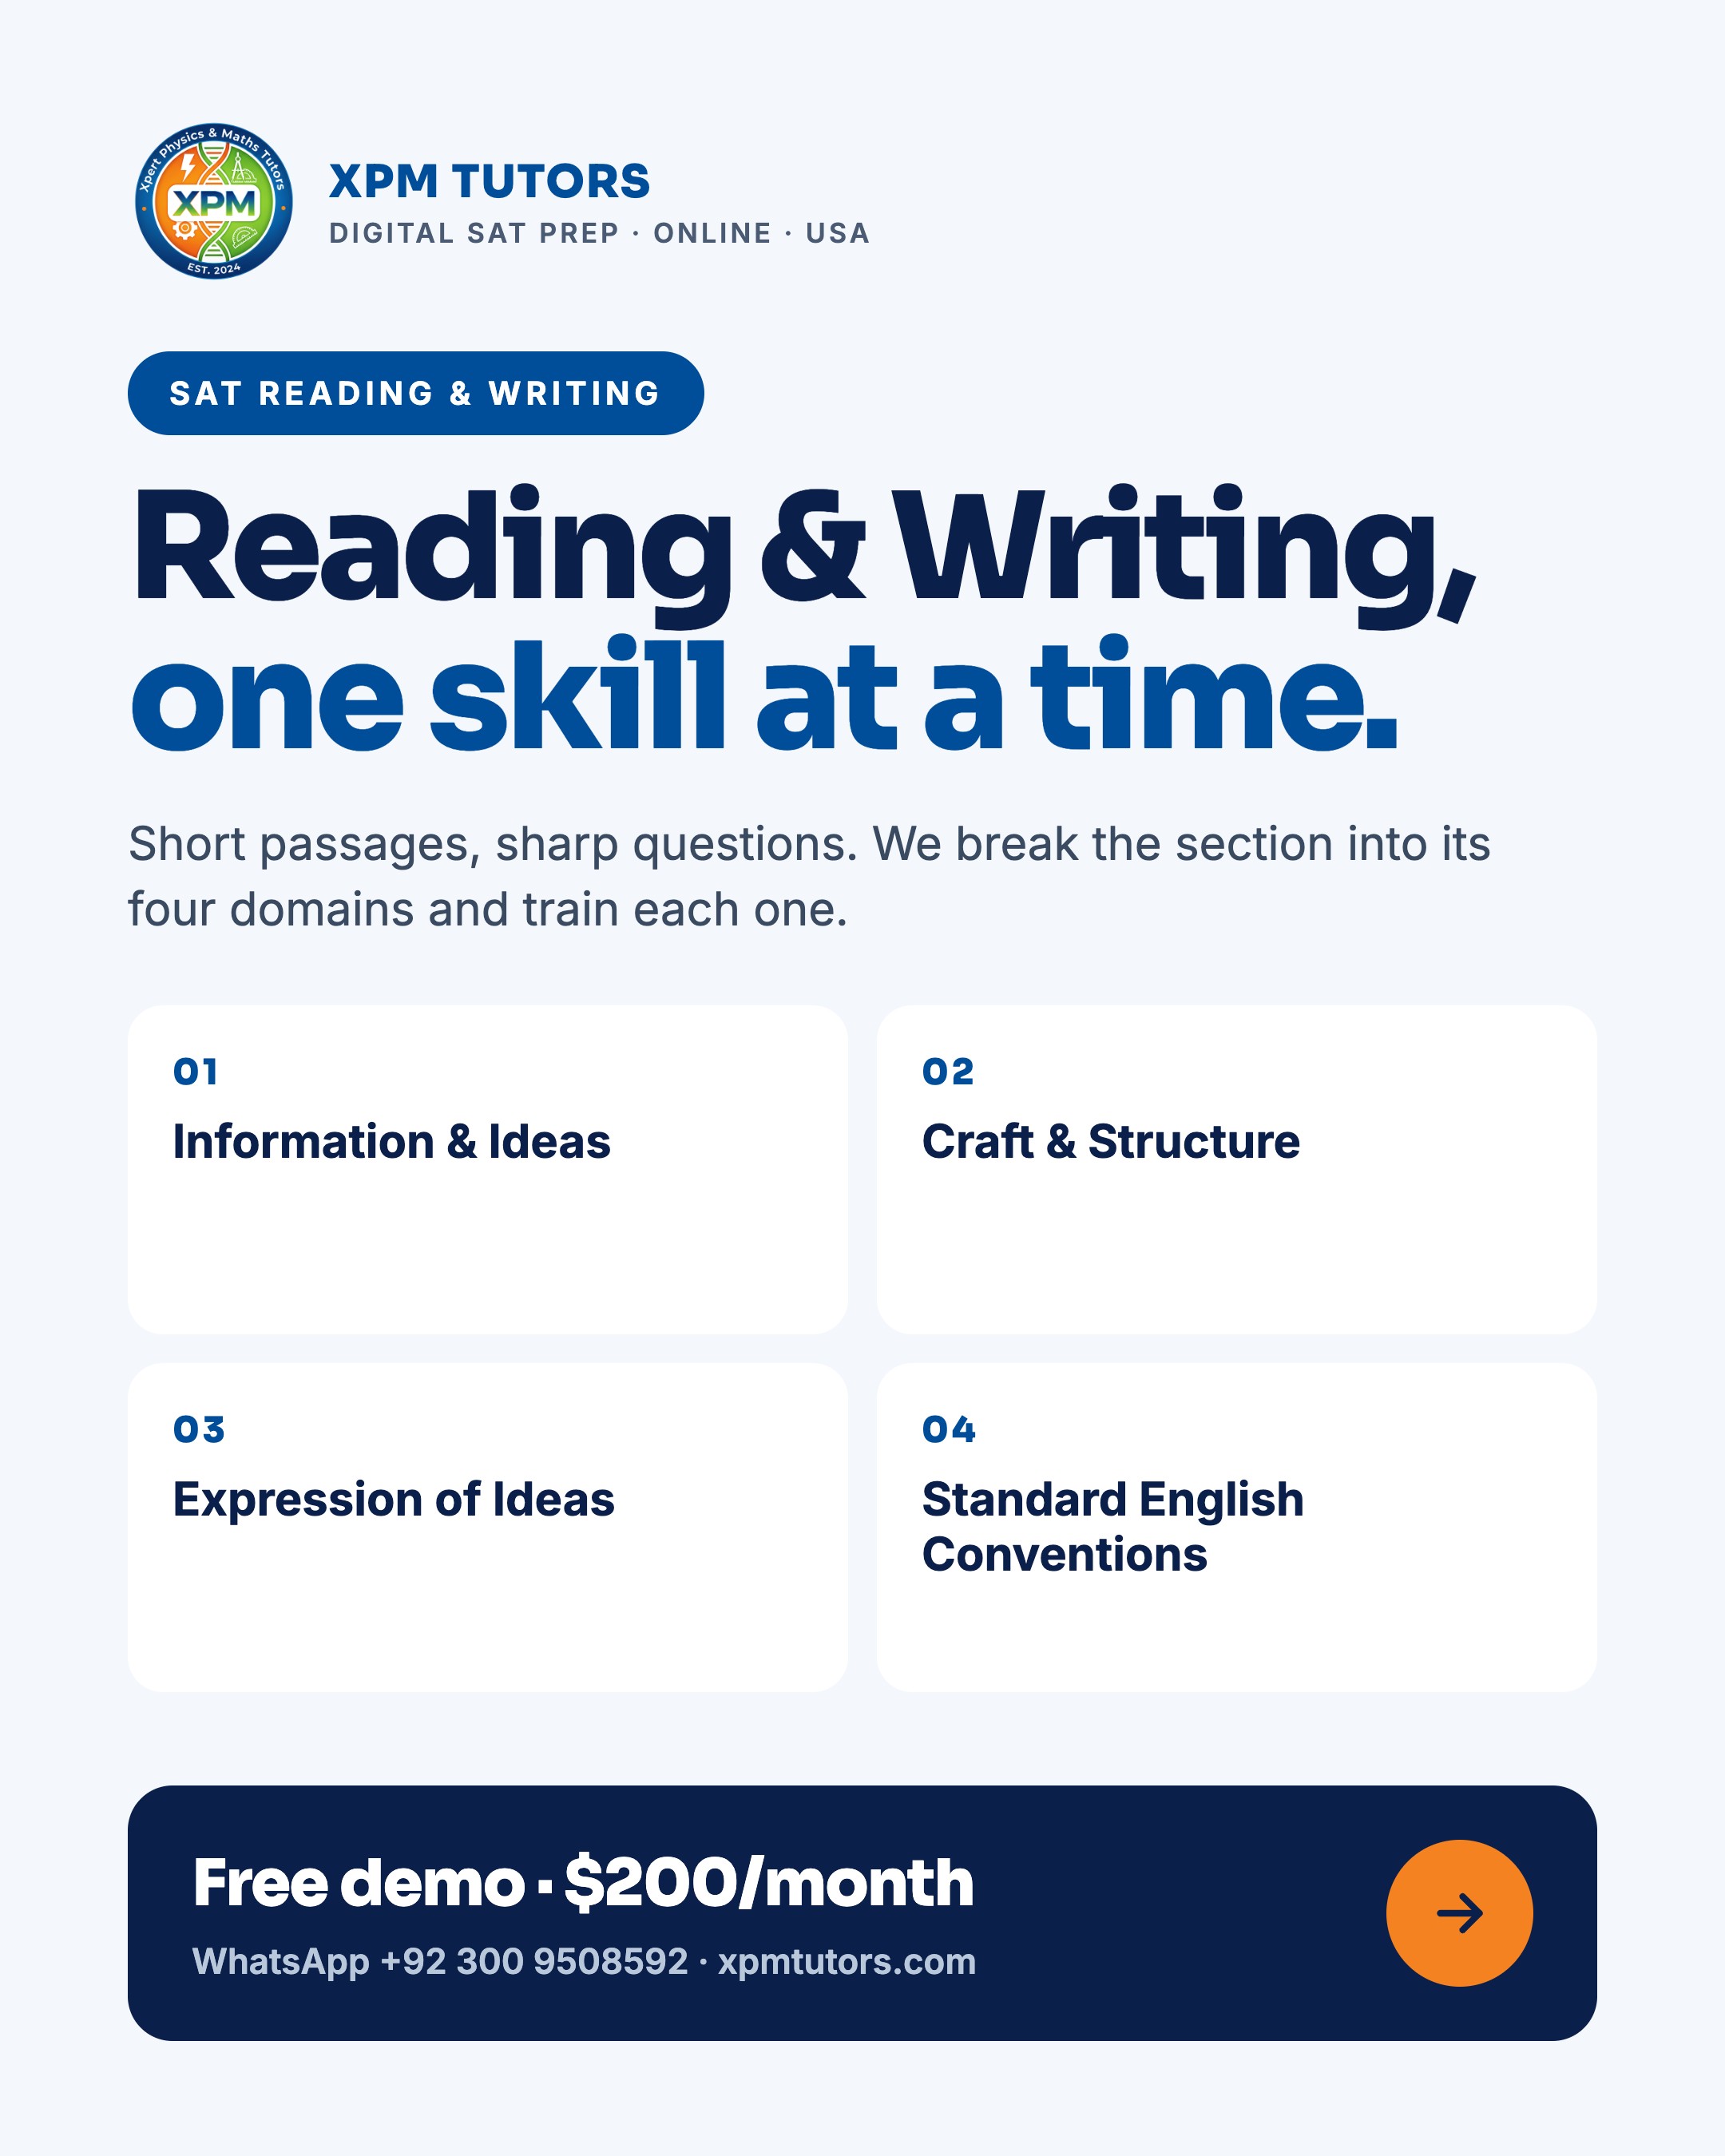 Xpert Physics & Maths Tutors
XPM
EST. 2024
XPM TUTORS
DIGITAL SAT PREP · ONLINE · USA
SAT READING & WRITING
Reading & Writing,
one skill at a time.
Short passages, sharp questions. We break the section into its
four domains and train each one.
01
Information & Ideas
02
Craft & Structure
03
Expression of Ideas
04
Standard English
Conventions
Free demo · $200/month
WhatsApp +92 300 9508592 · xpmtutors.com